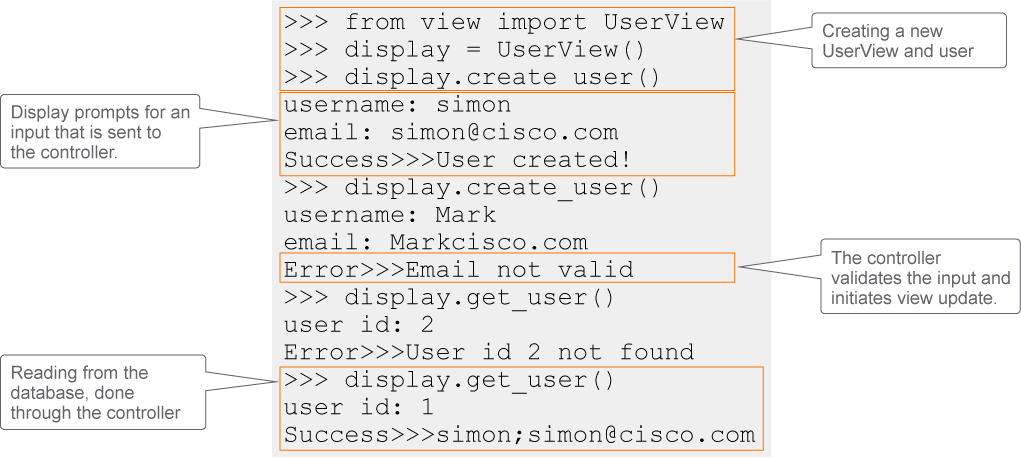 >>> from view import UserView
>>> display = UserView()
>>> display.create user()
username: simon
email: simon@cisco.com
Success>>>User created!
>>> display.create_user()
username: Mark
email: Markcisco.com
Error>>>Email not valid
>>> display.get_user()
user id: 2
Error>>>User id 2 not found
>>> display.get_user()
user id: 1
Success>>>simon;simon@cisco.com
Creating a new
UserView and user
Display prompts for an
input that is sent to
the controller.
The controller
validates the input and
initiates view update.
Reading from the
database, done
through the controller